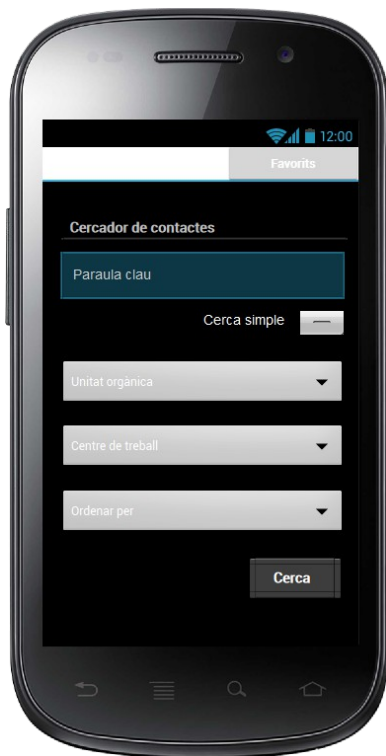 12:00
Favorits
Cercador de contactes
Paraula clau
Cerca simple
Unitat orgànica
Centre de treball
Ordenar per
Cerca